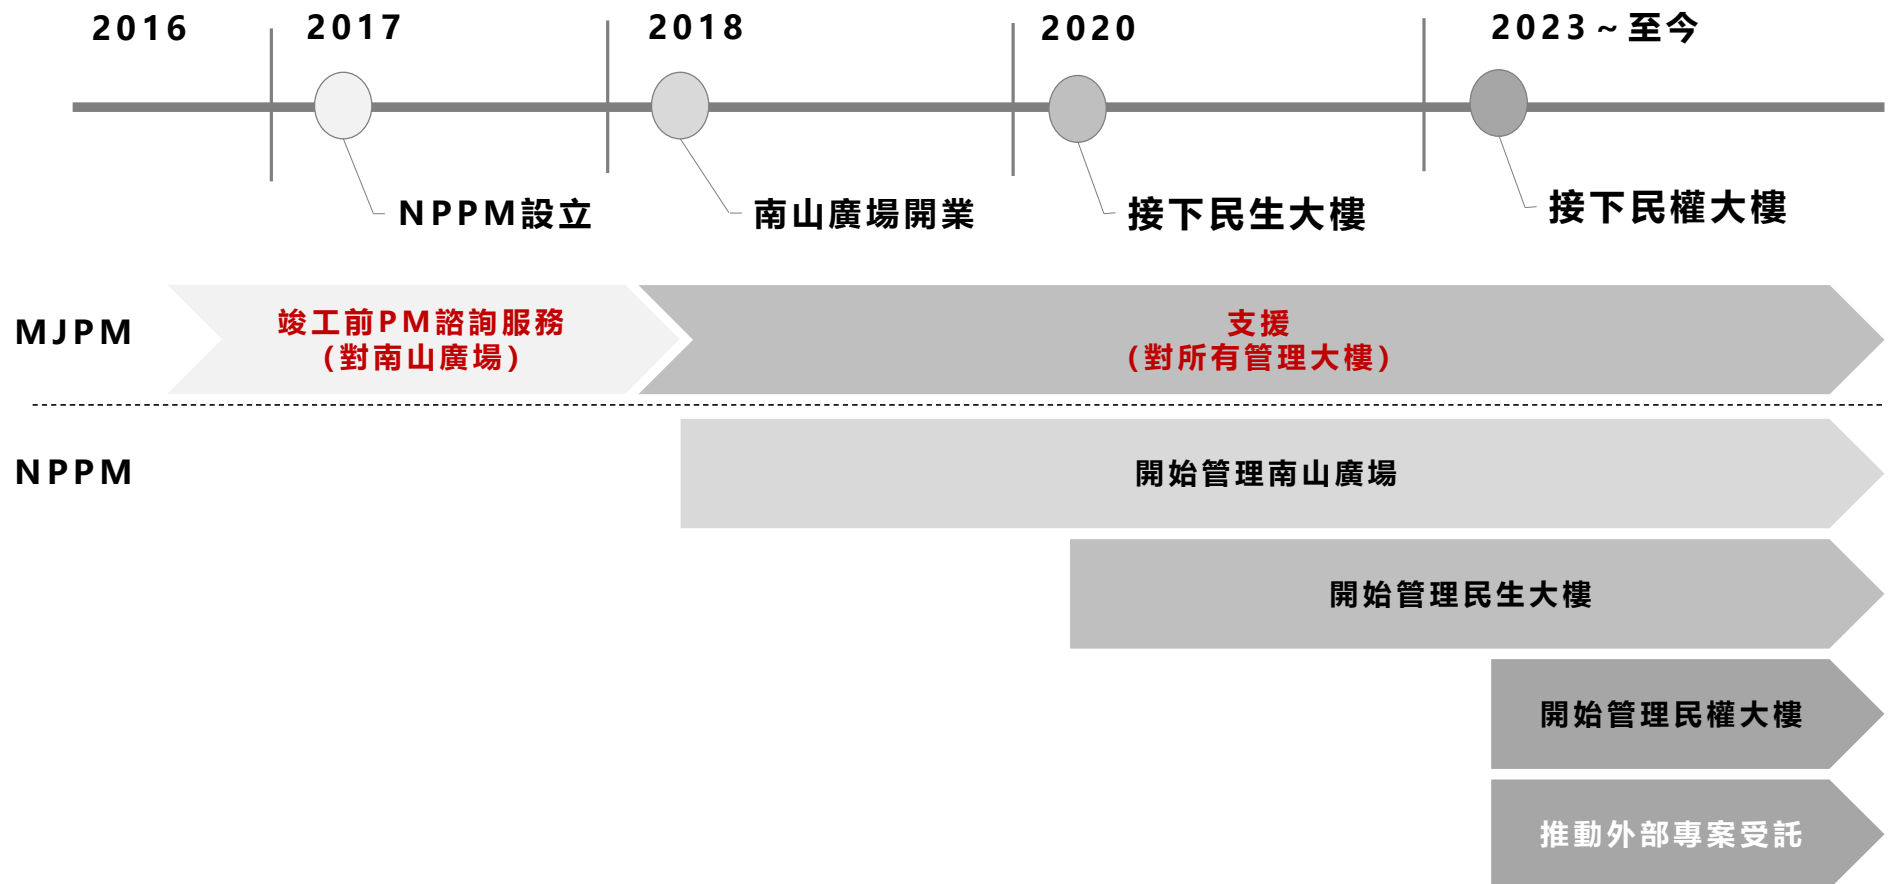 2016
2017
2018
2020
2023～至今
NPPM設立
南山廣場開業
接下民生大樓
接下民權大樓
MJPM
竣工前PM諮詢服務
(對南山廣場)
支援
(對所有管理大樓)
NPPM
開始管理南山廣場
開始管理民生大樓
開始管理民權大樓
推動外部專案受託